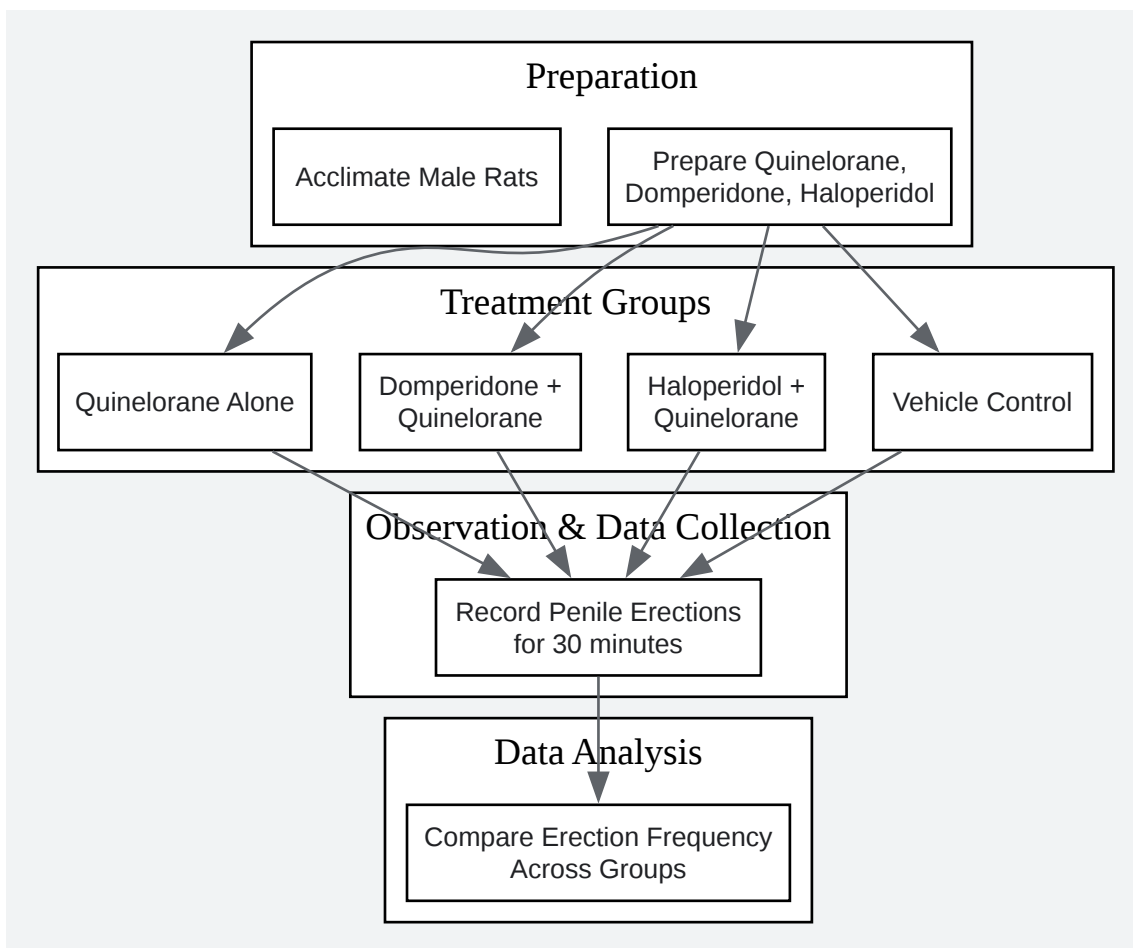 Preparation
Acclimate Male Rats
Prepare Quinelorane,
Domperidone, Haloperidol
Treatment Groups
Quinelorane Alone
Domperidone +
Quinelorane
Haloperidol +
Quinelorane
Vehicle Control
Observation & Data Collection
Record Penile Erections
for 30 minutes
Data Analysis
Compare Erection Frequency
Across Groups